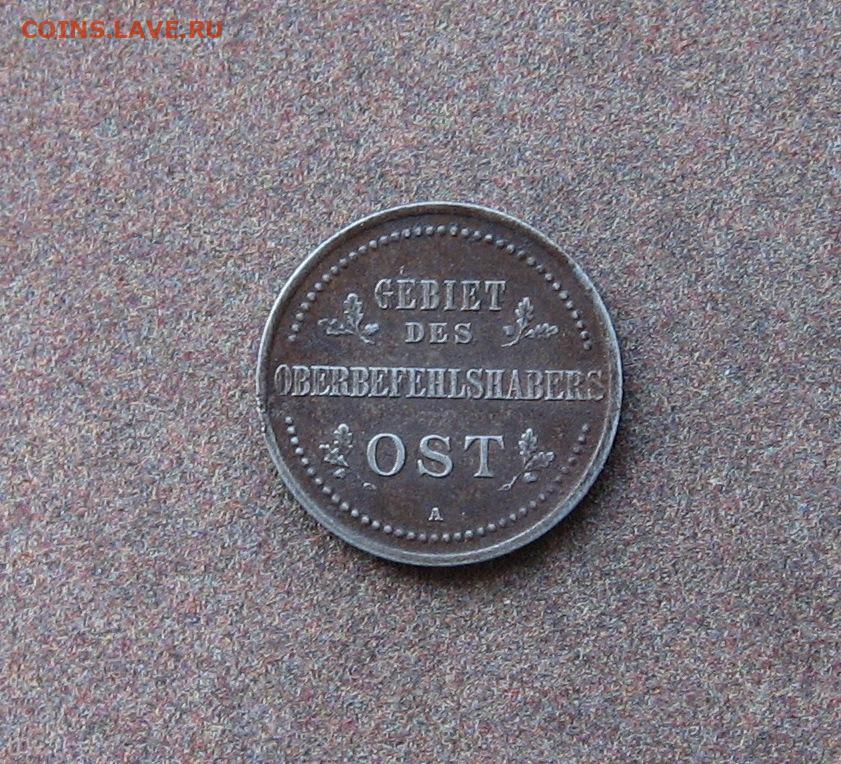 COINS.LAVE.RU
GEBIET
DES
OBERBEFEHLSHABERS
OST
A